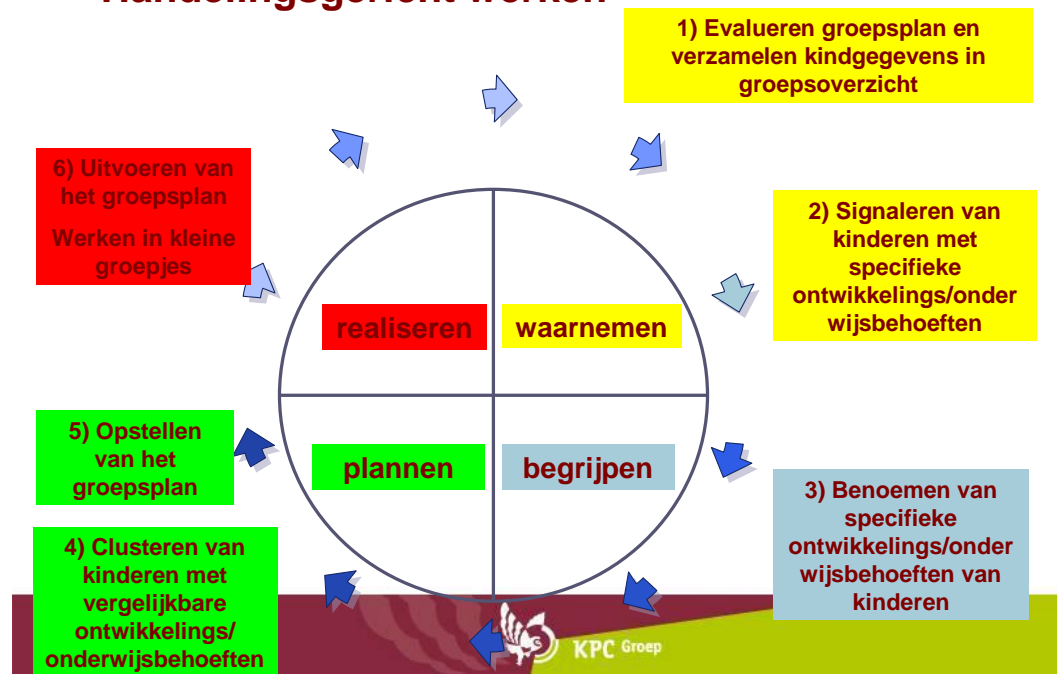 Handelingsgericht werken
1) Evalueren groepsplan en
verzamelen kindgegevens in
groepsoverzicht
2) Signaleren van
kinderen met
specifieke
ontwikkelings/onder
wijsbehoeften
3) Benoemen van
specifieke
ontwikkelings/onder
wijsbehoeften van
kinderen
4) Clusteren van
kinderen met
vergelijkbare
ontwikkelings/
onderwijsbehoeften
5) Opstellen
van het
groepsplan
6) Uitvoeren van
het groepsplan
Werken in kleine
groepjes
realiseren
waarnemen
plannen
begrijpen
KPC Groep